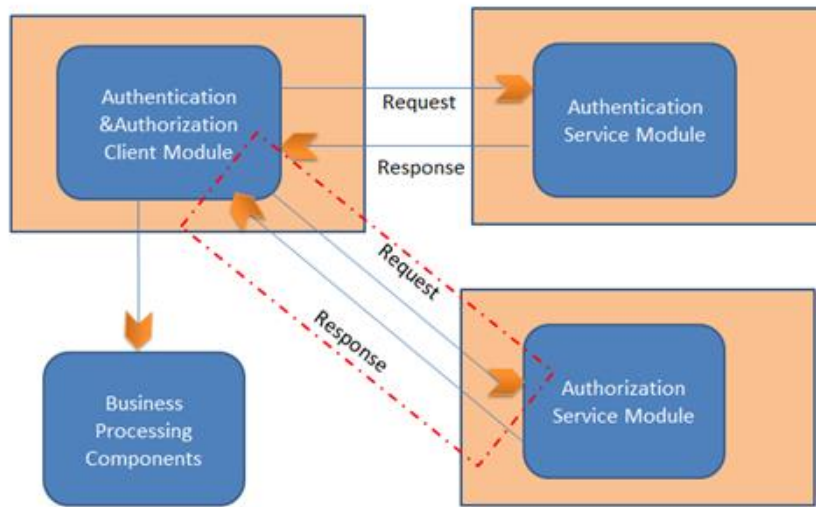 Authentication
&Authorization
Client Module
Request
Response
Authentication
Service Module
Request
Response
Authorization
Service Module
Business
Processing
Components